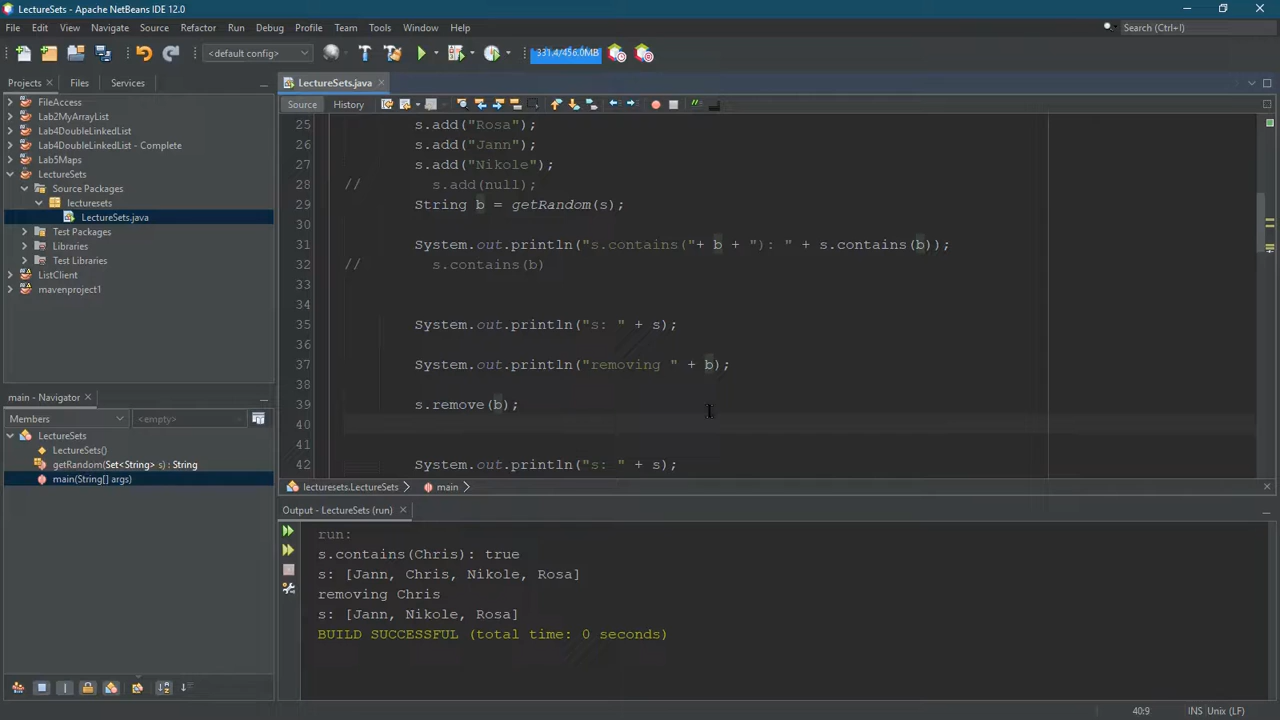 LectureSets - Apache NetBeans IDE 12.0
File Edit View Navigate Source Refactor Run Debug Profile Team Tools Window Help
Search (Ctrl+I)
<default config>
331.4/456.0MB
Projects Files Services
FileAccess
Lab2MyArrayList
Lab4DoubleLinkedList
Lab4DoubleLinkedList - Complete
Lab5Maps
LectureSets
Source Packages
lecturesets
LectureSets.java
Test Packages
Libraries
Test Libraries
ListClient
mavenproject1
main - Navigator
Members <empty>
LectureSets
LectureSets()
getRandom(Set<String> s) : String
main(String[] args)
LectureSets.java
Source History
25 s.add("Rosa");
26 s.add("Jann");
27 s.add("Nikole");
28 // s.add(null);
29 String b = getRandom(s);
30
31 System.out.println("s.contains("+ b + "): " + s.contains(b));
32 // s.contains(b)
33
34
35 System.out.println("s: " + s);
36
37 System.out.println("removing " + b);
38
39 s.remove(b);
40
41
42 System.out.println("s: " + s);
lecturesets.LectureSets main
Output - LectureSets (run)
run:
s.contains(Chris): true
s: [Jann, Chris, Nikole, Rosa]
removing Chris
s: [Jann, Nikole, Rosa]
BUILD SUCCESSFUL (total time: 0 seconds)
40:9 INS Unix (LF)